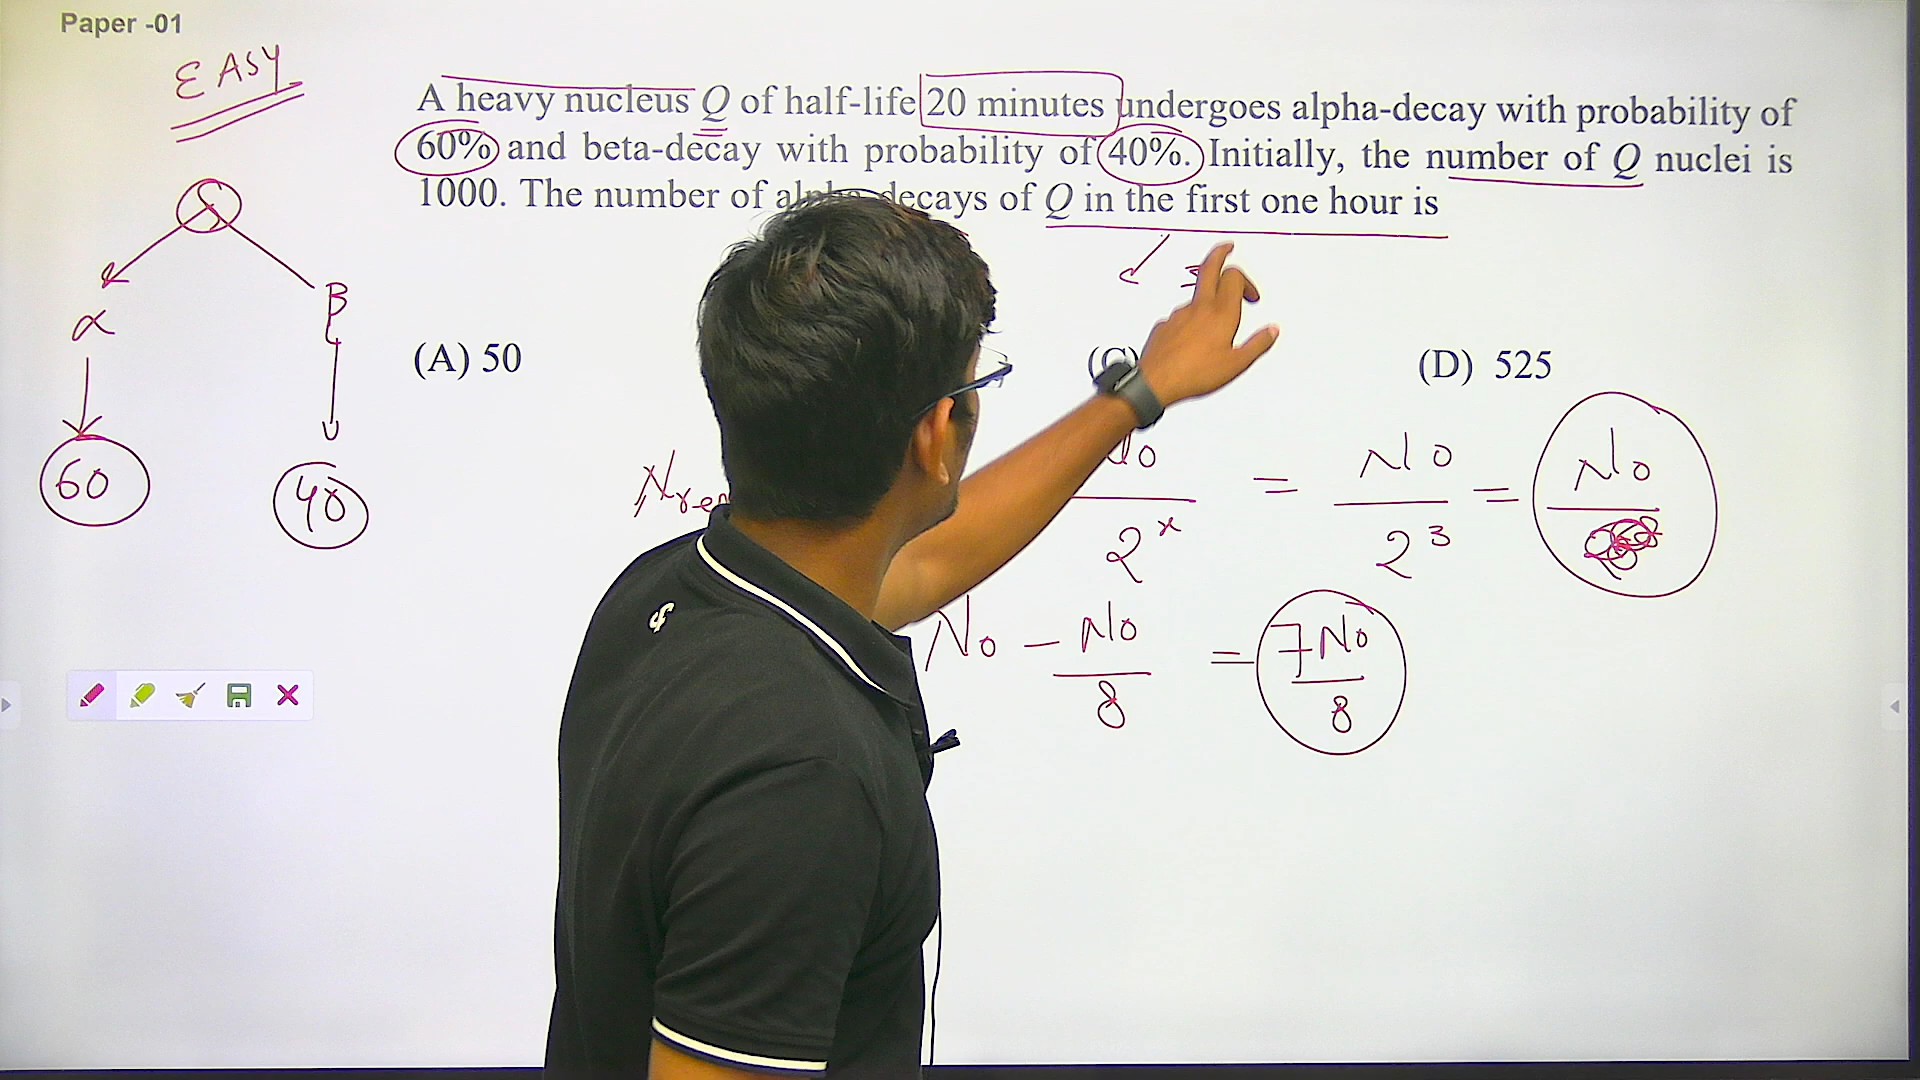 Paper -01
EASY
A heavy nucleus Q of half-life 20 minutes undergoes alpha-decay with probability of
60% and beta-decay with probability of 40%. Initially, the number of Q nuclei is
1000. The number of alpha-decays of Q in the first one hour is
α
β
60
40
(A) 50
(C)
(D) 525
No / 2^x = No / 2^3 = No / 8
No − No / 8 = 7No / 8